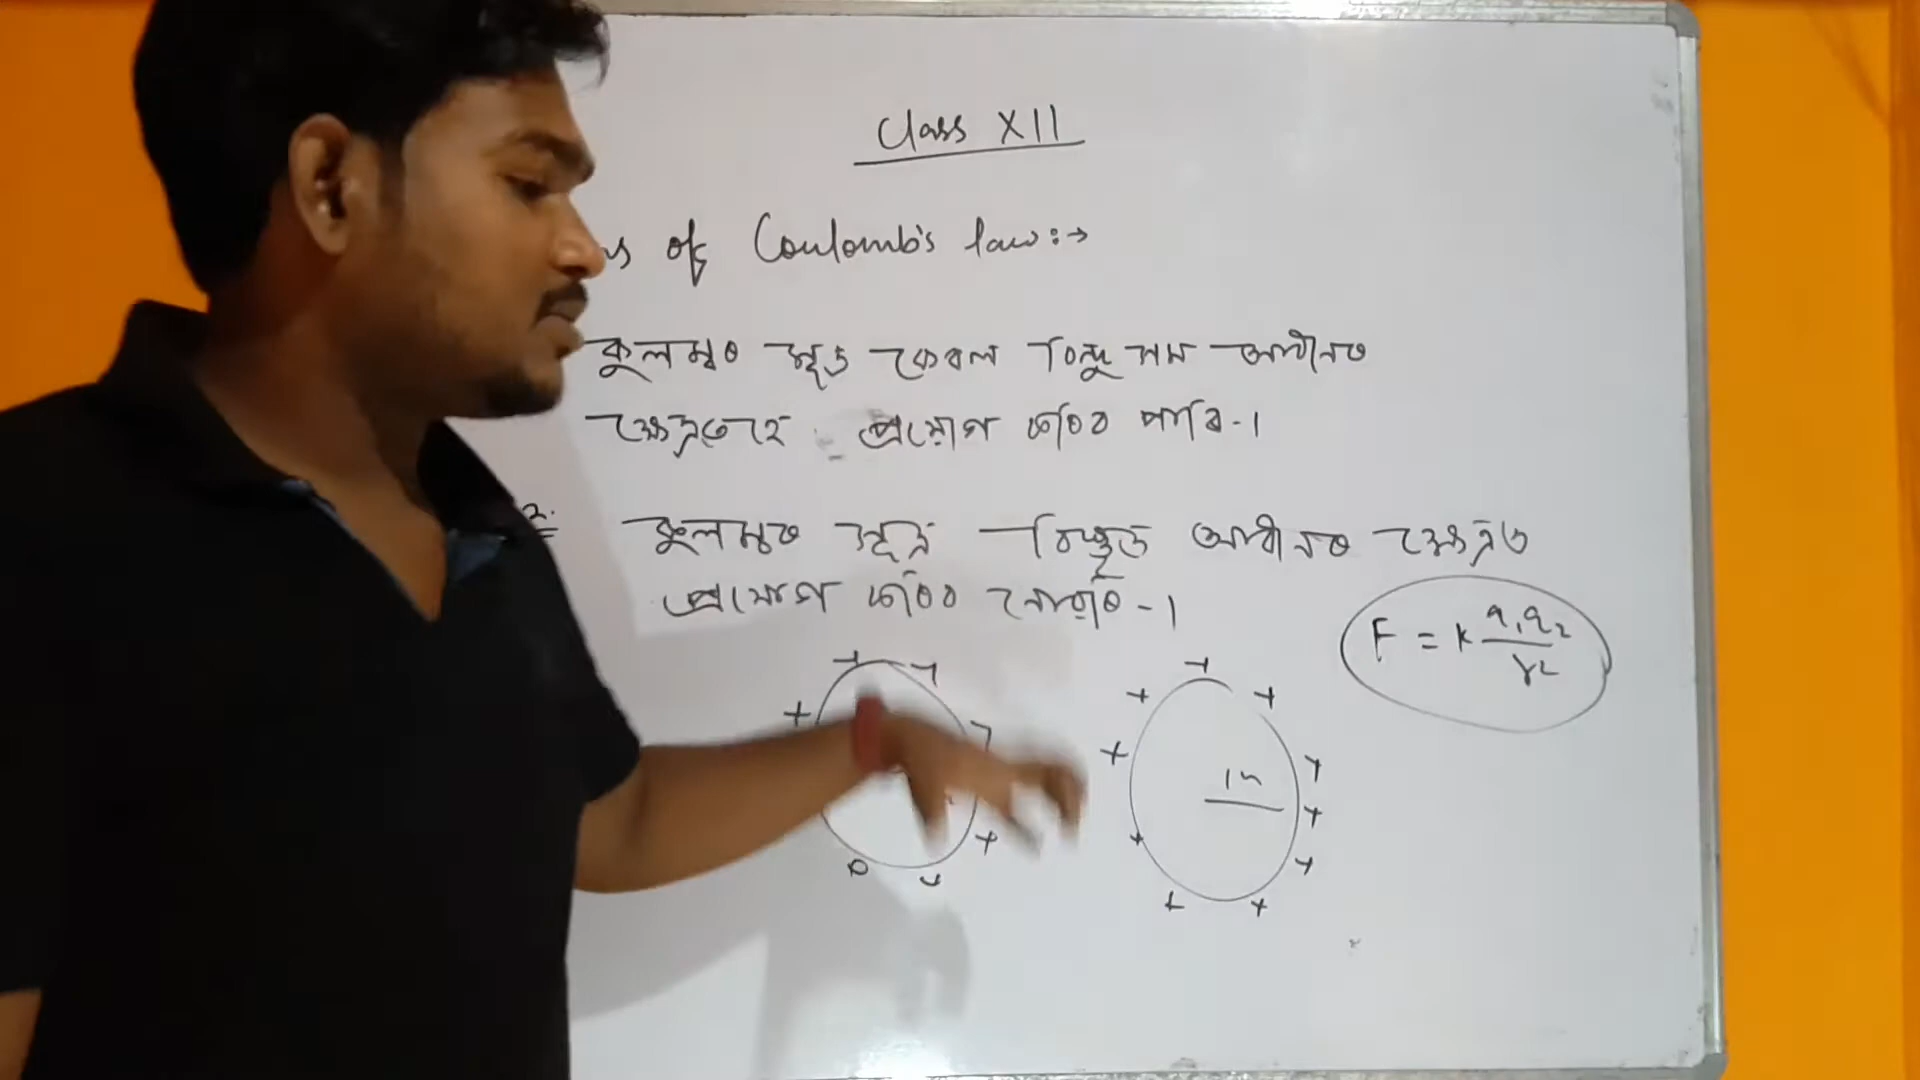 Class XII
of Coulomb's law:→
কুলম্বৰ সূত্ৰ কেৱল বিন্দু সম আধানৰ
ক্ষেত্ৰতহে প্ৰয়োগ কৰিব পাৰি-।
2. কুলম্বৰ সূত্ৰ বিস্তৃত আধানৰ ক্ষেত্ৰত
প্ৰয়োগ কৰিব নোৱাৰি-।
F = k q₁q₂/r²
+ + + + + + + + + +